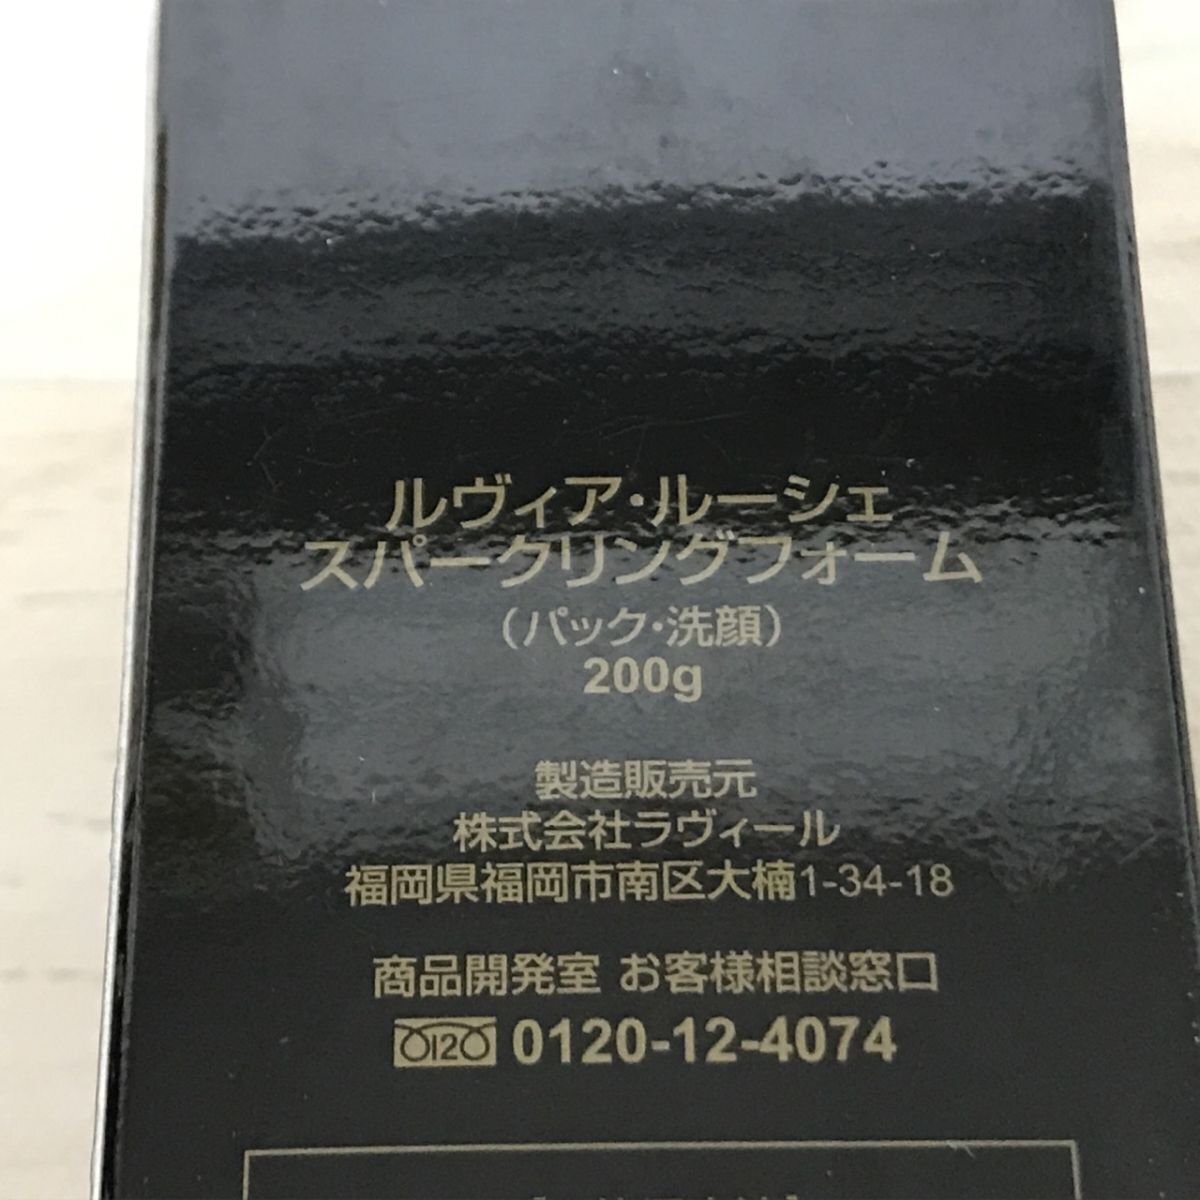 ルヴィア・ルーシェ
スパークリングフォーム
（パック・洗顔）
200g
製造販売元
株式会社ラヴィール
福岡県福岡市南区大楠1-34-18
商品開発室 お客様相談窓口
0120 0120-12-4074